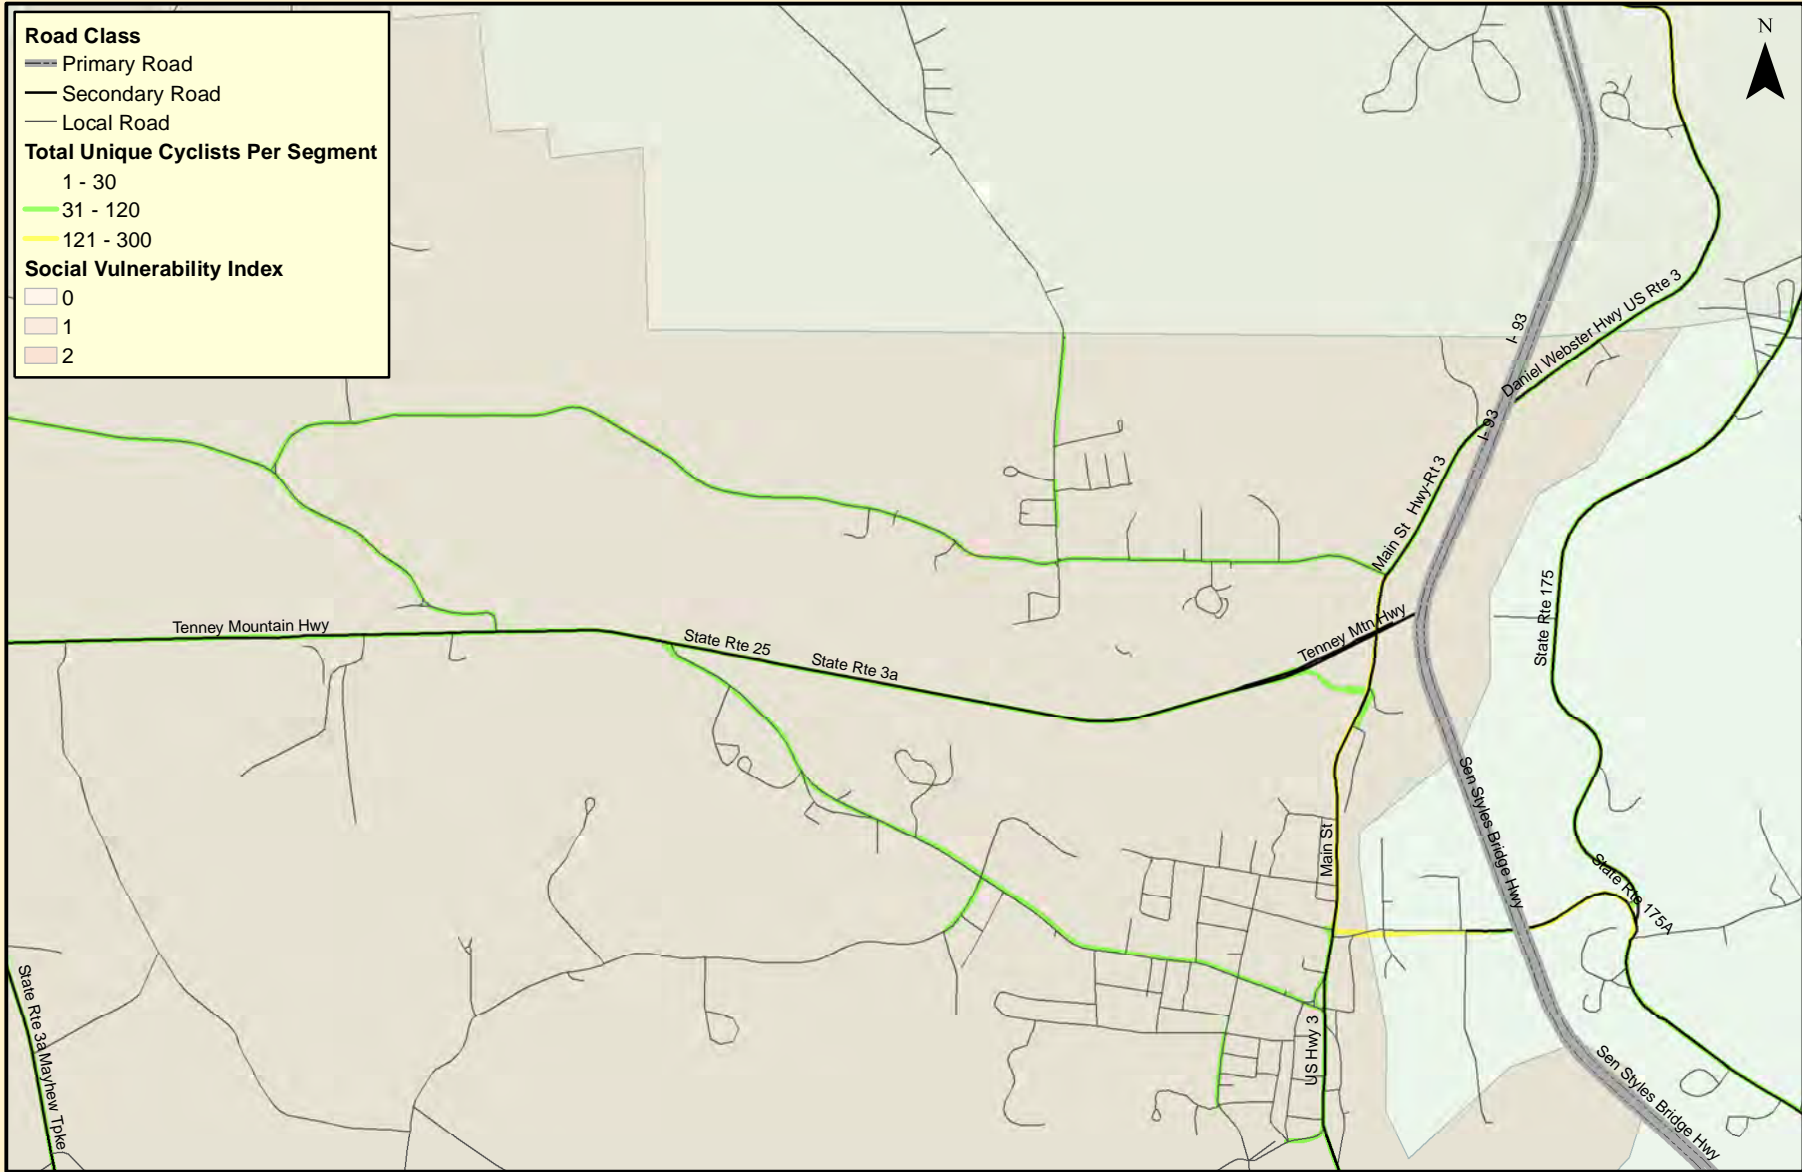 Road Class
Primary Road
Secondary Road
Local Road
Total Unique Cyclists Per Segment
1 - 30
31 - 120
121 - 300
Social Vulnerability Index
0
1
2
N
I- 93
Daniel Webster Hwy US Rte 3
I- 93
Main St Hwy-Rt 3
State Rte 175
Tenney Mountain Hwy
State Rte 25
State Rte 3a
Tenney Mtn Hwy
Main St
Sen Styles Bridge Hwy
State Rte 175A
State Rte 3a Mayhew Tpke
US Hwy 3
Sen Styles Bridge Hwy